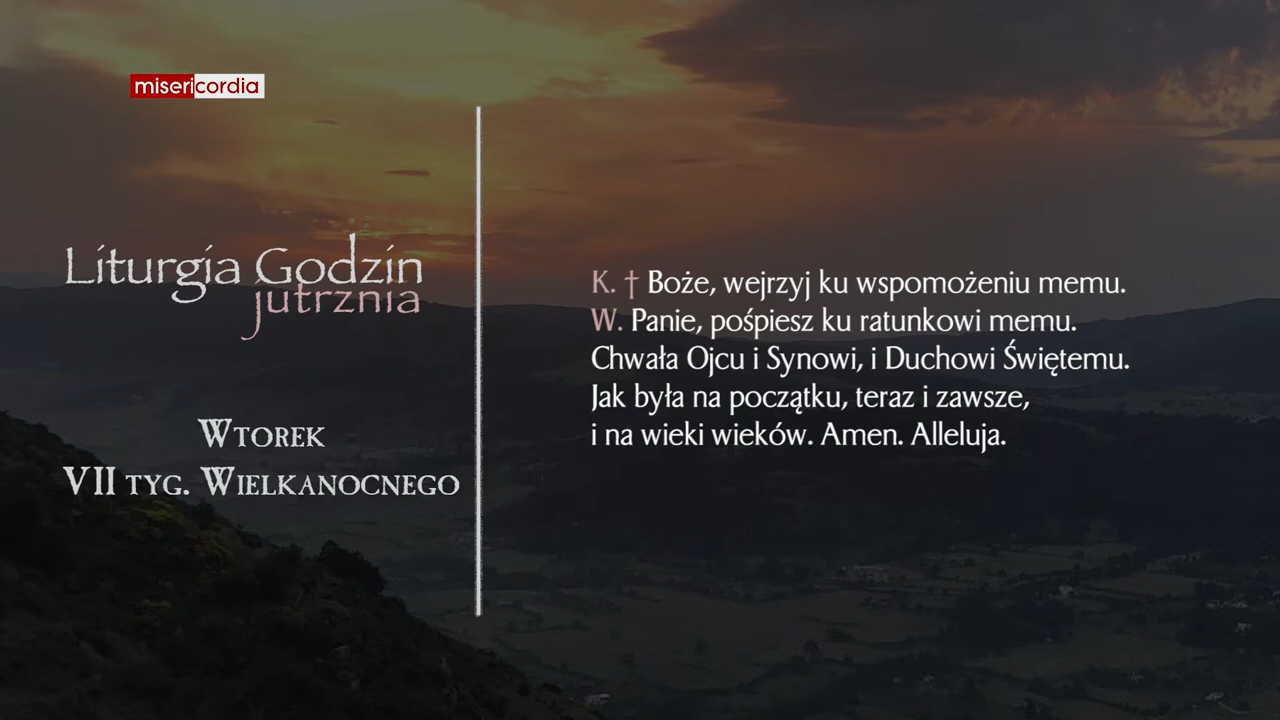 misericordia
Liturgia Godzin
jutrznia
Wtorek
VII tyg. Wielkanocnego
K. † Boże, wejrzyj ku wspomożeniu memu.
W. Panie, pośpiesz ku ratunkowi memu.
Chwała Ojcu i Synowi, i Duchowi Świętemu.
Jak była na początku, teraz i zawsze,
i na wieki wieków. Amen. Alleluja.